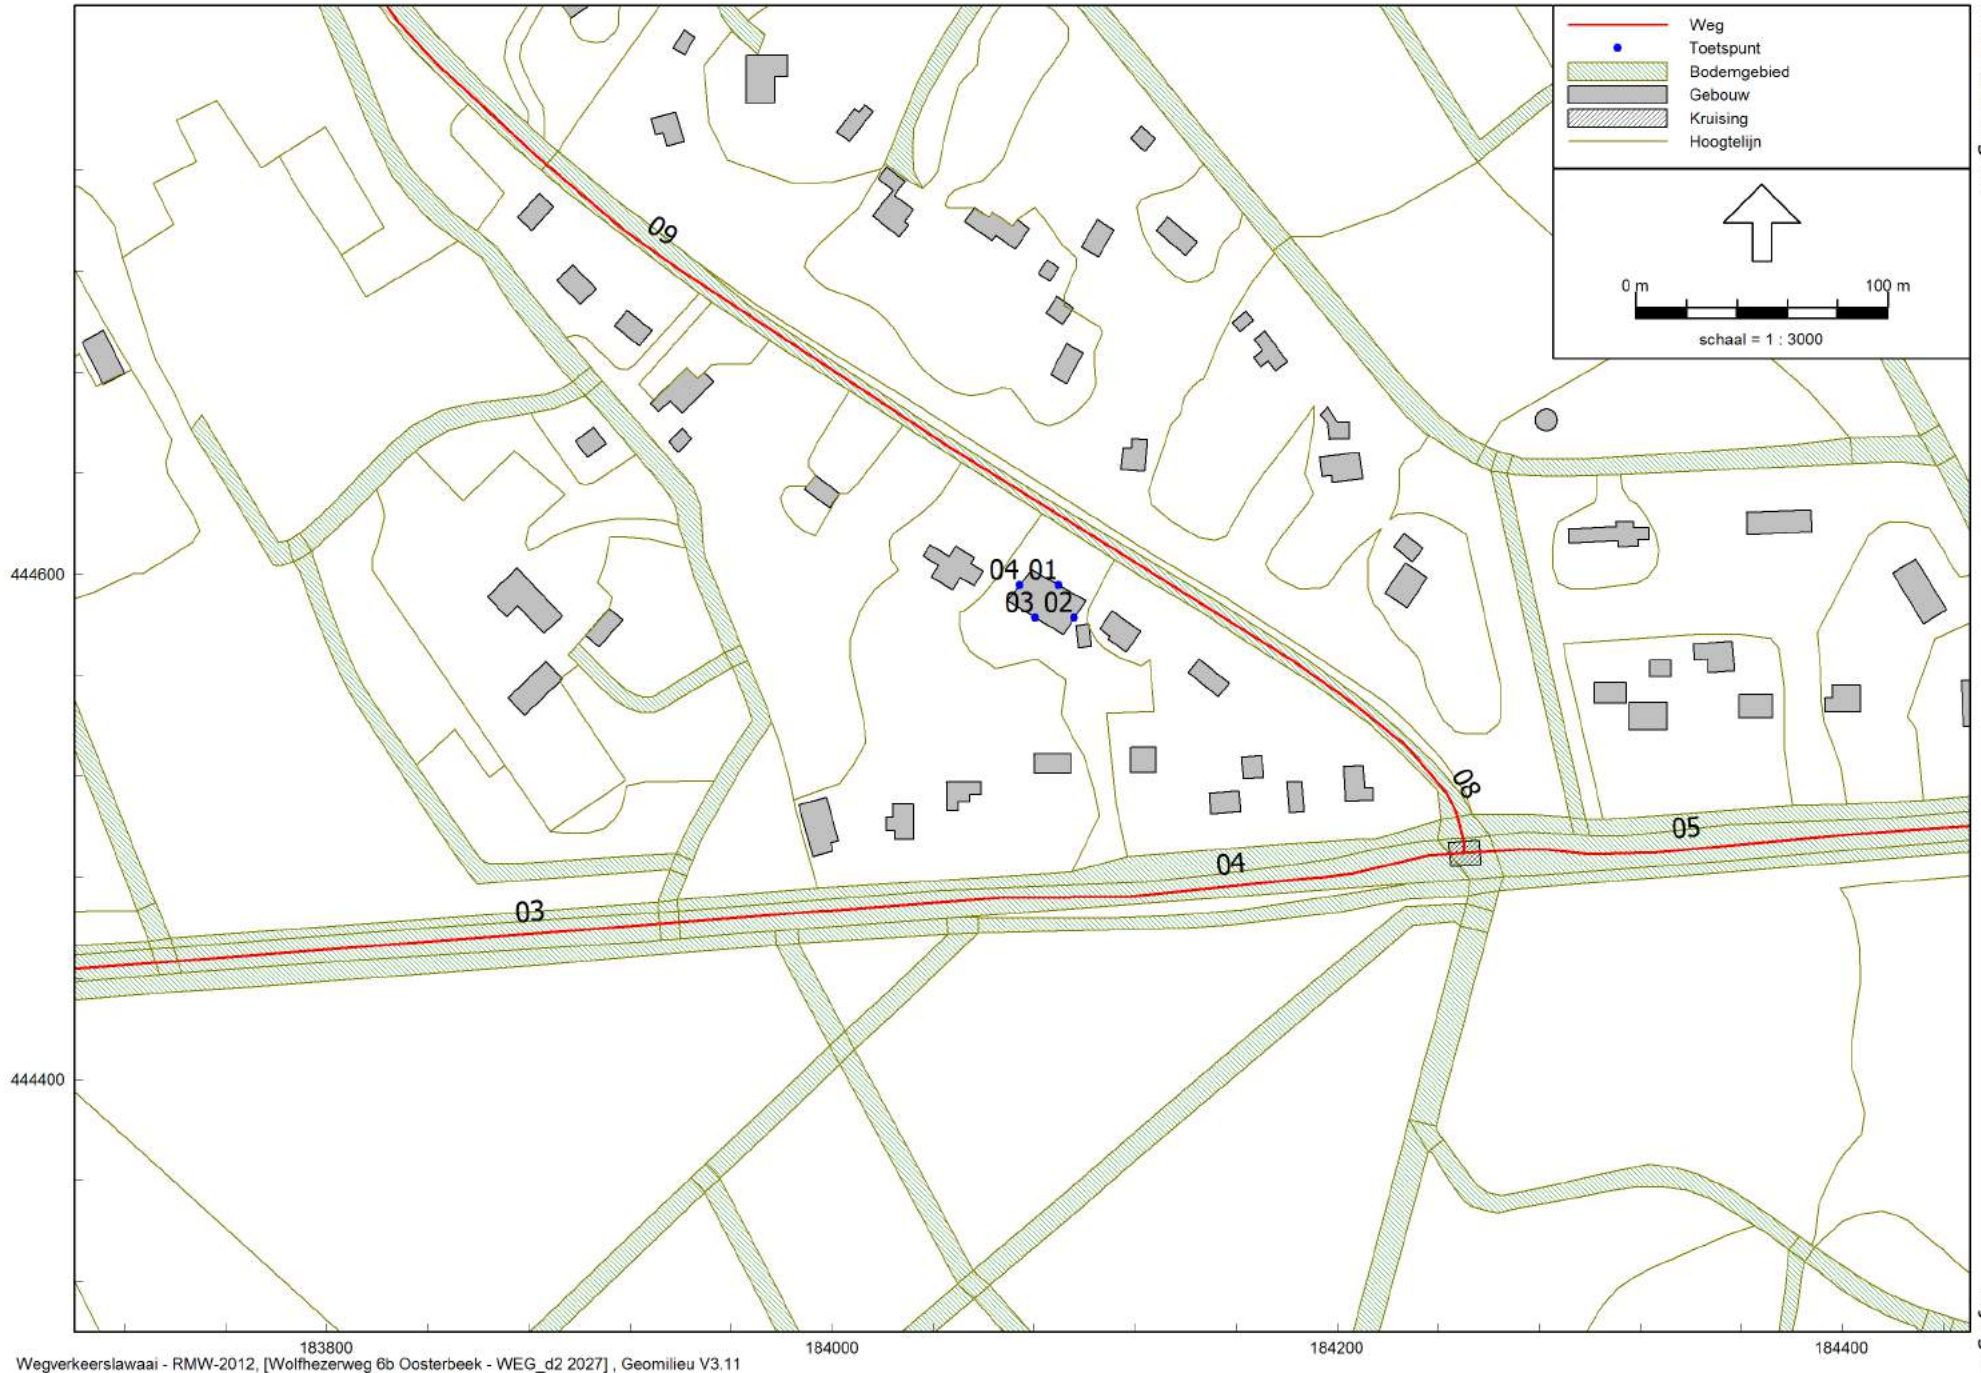 Weg
Toetspunt
Bodemgebied
Gebouw
Kruising
Hoogtelijn
0 m 100 m
schaal = 1 : 3000
09
444600
04 01
03 02
08
05
04
03
444400
183800 184000 184200 184400
Wegverkeerslawaai - RMW-2012, [Wolfhezerweg 6b Oosterbeek - WEG_d2 2027] , Geomilieu V3.11